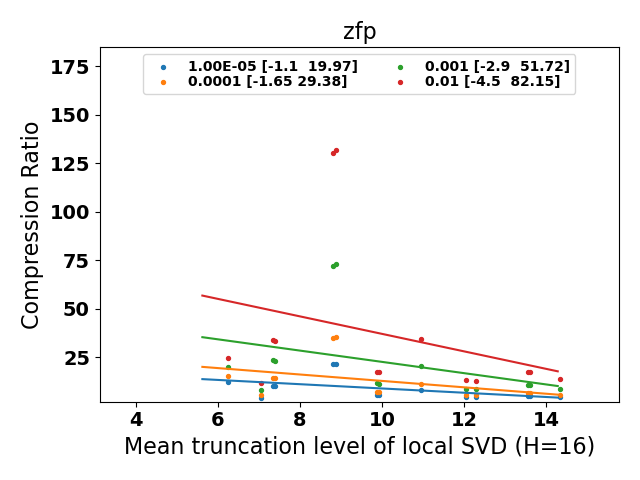 zfp
1.00E-05 [-1.1 19.97]
0.0001 [-1.65 29.38]
0.001 [-2.9 51.72]
0.01 [-4.5 82.15]
Compression Ratio
175
150
125
100
75
50
25
4 6 8 10 12 14
Mean truncation level of local SVD (H=16)